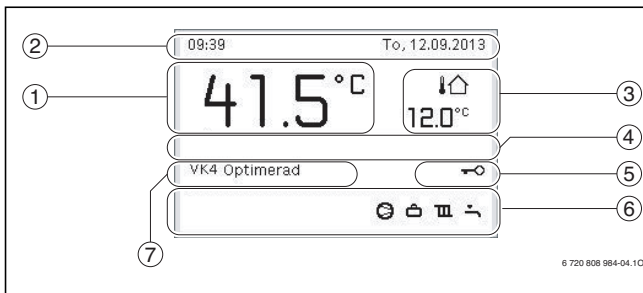 ② 09:39 To, 12.09.2013
① 41.5°C 12.0°C ③
④
VK4 Optimerad ⑤
⑥
⑦
6 720 808 984-04.1O